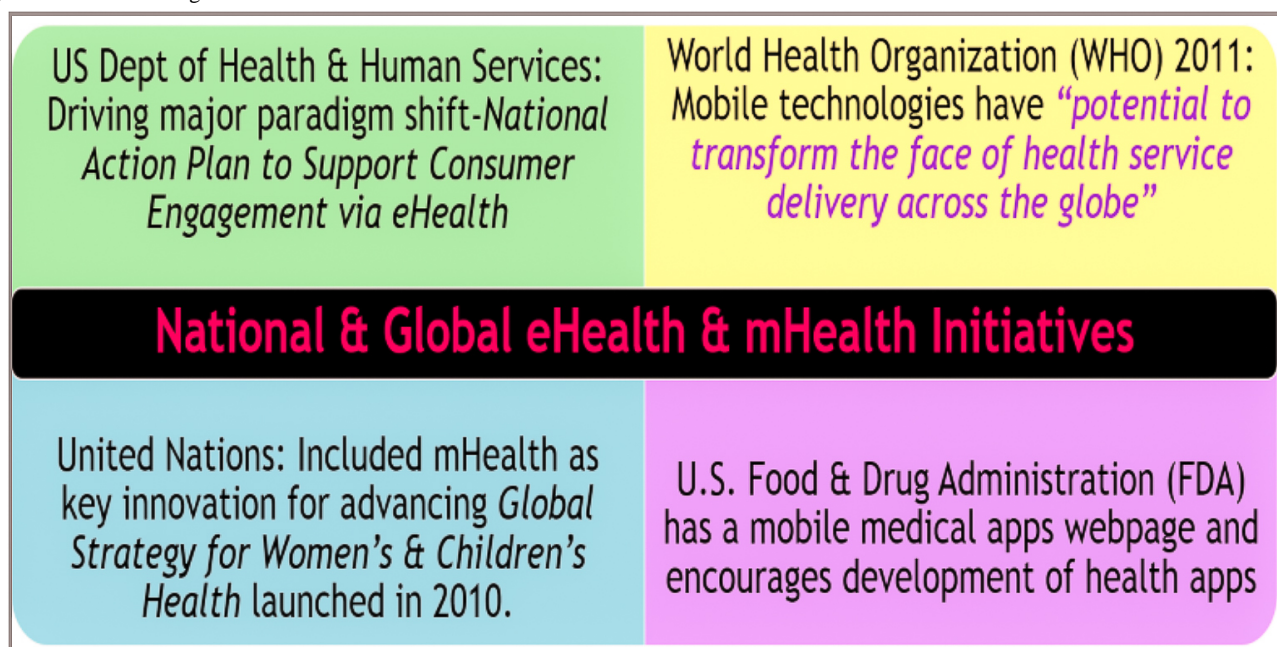 US Dept of Health & Human Services:
Driving major paradigm shift-National
Action Plan to Support Consumer
Engagement via eHealth
World Health Organization (WHO) 2011:
Mobile technologies have “potential to
transform the face of health service
delivery across the globe”
National & Global eHealth & mHealth Initiatives
United Nations: Included mHealth as
key innovation for advancing Global
Strategy for Women’s & Children’s
Health launched in 2010.
U.S. Food & Drug Administration (FDA)
has a mobile medical apps webpage and
encourages development of health apps